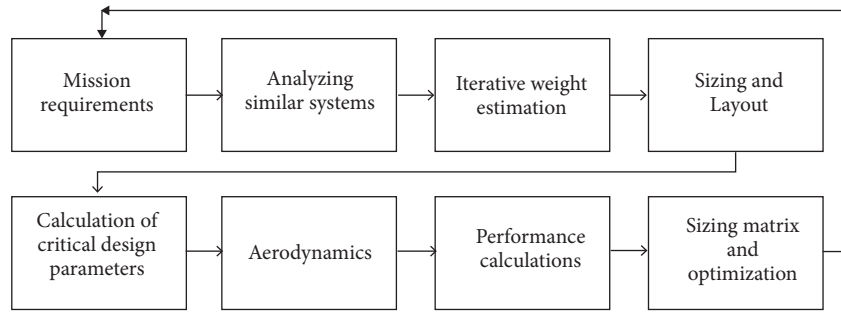 Mission
requirements
Analyzing
similar systems
Iterative weight
estimation
Sizing and
Layout
Calculation of
critical design
parameters
Aerodynamics
Performance
calculations
Sizing matrix
and
optimization